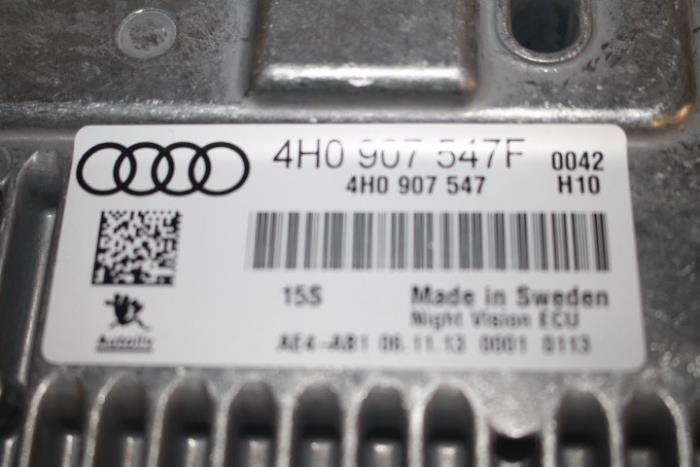 4H0 907 547F 0042
4H0 907 547 H10
15S Made in Sweden
Night Vision ECU
Autoliv
AE4-AB1 06.11.13 0001 0113